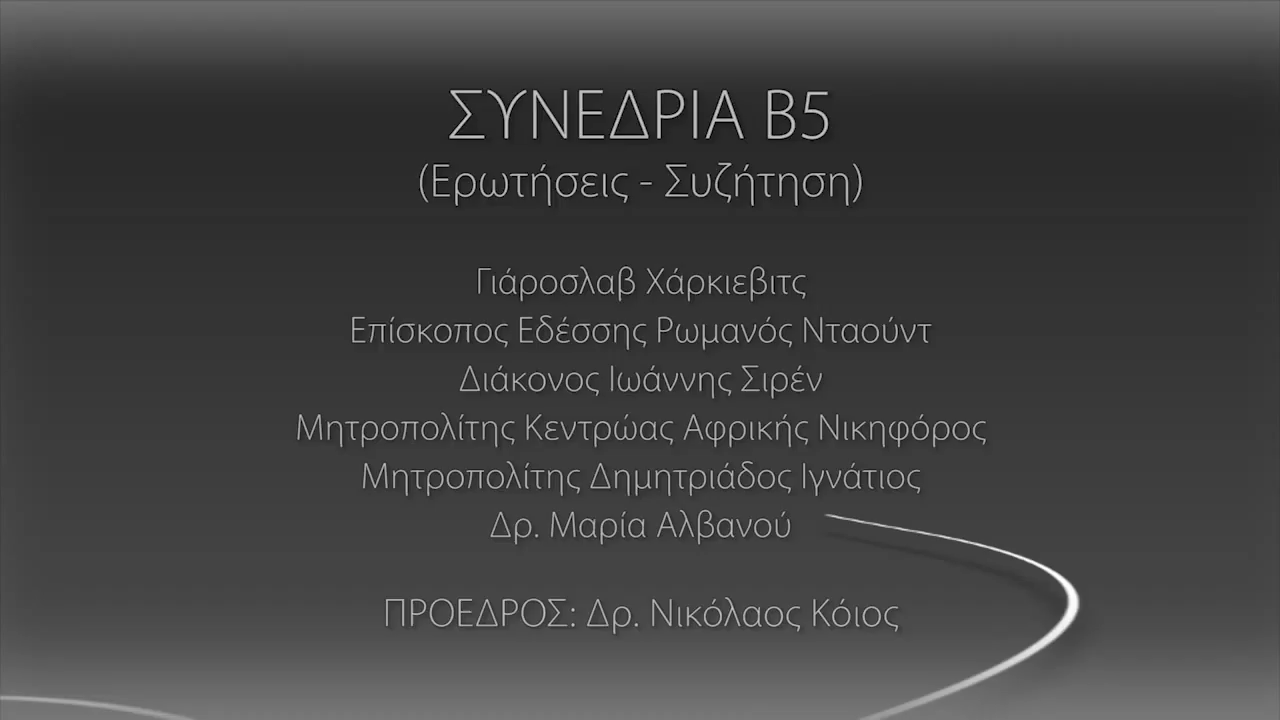 ΣΥΝΕΔΡΙΑ Β5
(Ερωτήσεις - Συζήτηση)
Γιάροσλαβ Χάρκιεβιτς
Επίσκοπος Εδέσσης Ρωμανός Νταούντ
Διάκονος Ιωάννης Σιρέν
Μητροπολίτης Κεντρώας Αφρικής Νικηφόρος
Μητροπολίτης Δημητριάδος Ιγνάτιος
Δρ. Μαρία Αλβανού
ΠΡΟΕΔΡΟΣ: Δρ. Νικόλαος Κόιος